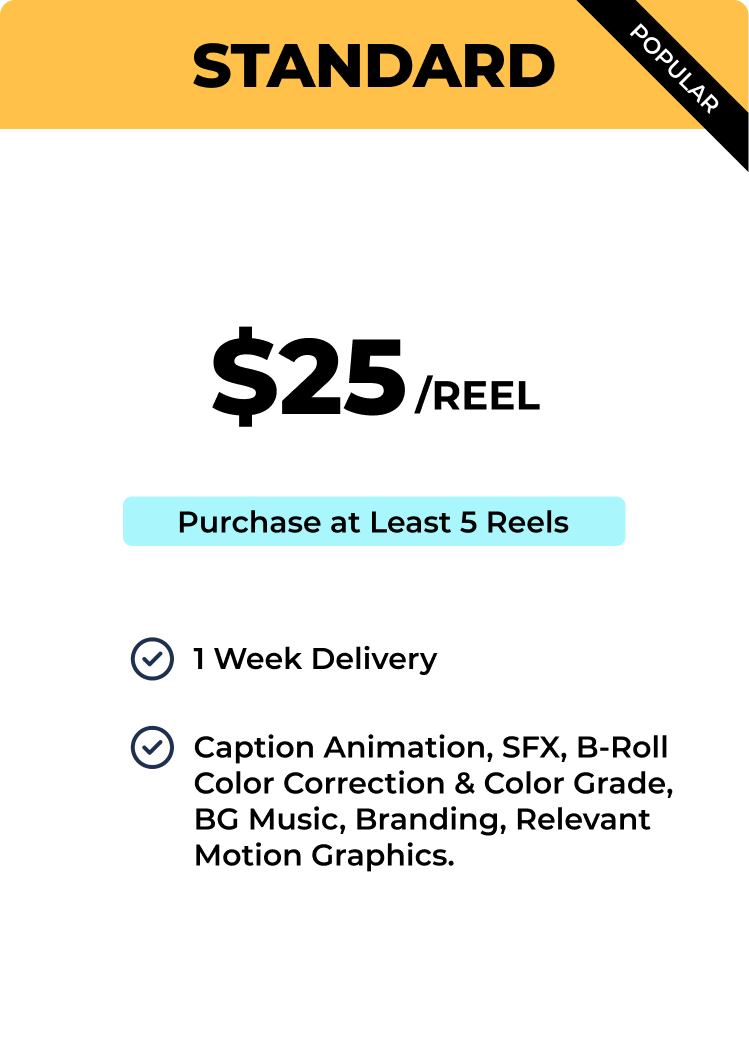 STANDARD
POPULAR
$25 /REEL
Purchase at Least 5 Reels
1 Week Delivery
Caption Animation, SFX, B-Roll
Color Correction & Color Grade,
BG Music, Branding, Relevant
Motion Graphics.